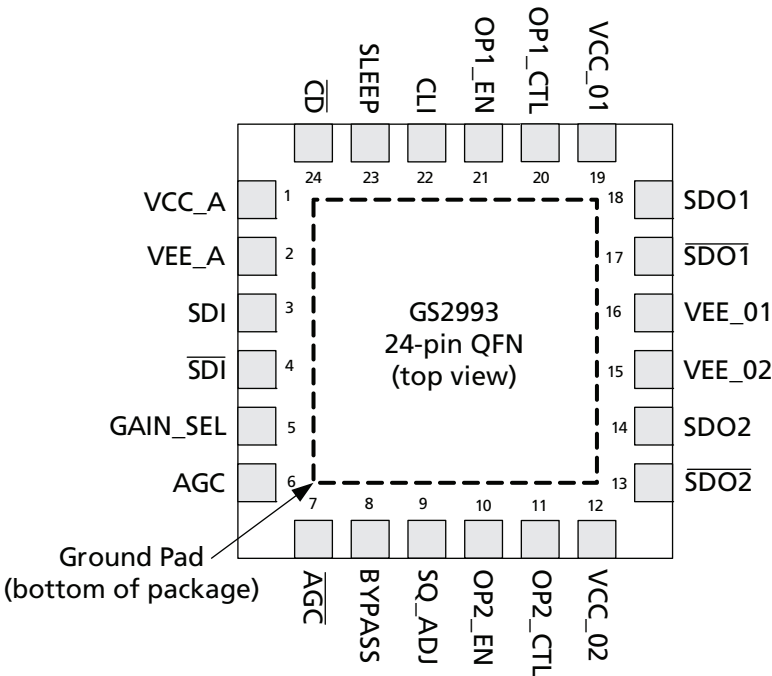 CD
SLEEP
CLI
OP1_EN
OP1_CTL
VCC_01
24
23
22
21
20
19
VCC_A
1
18
SDO1
VEE_A
2
17
SDO1
SDI
3
16
VEE_01
SDI
4
15
VEE_02
GAIN_SEL
5
14
SDO2
AGC
6
13
SDO2
GS2993
24-pin QFN
(top view)
7
8
9
10
11
12
Ground Pad
(bottom of package)
AGC
BYPASS
SQ_ADJ
OP2_EN
OP2_CTL
VCC_02